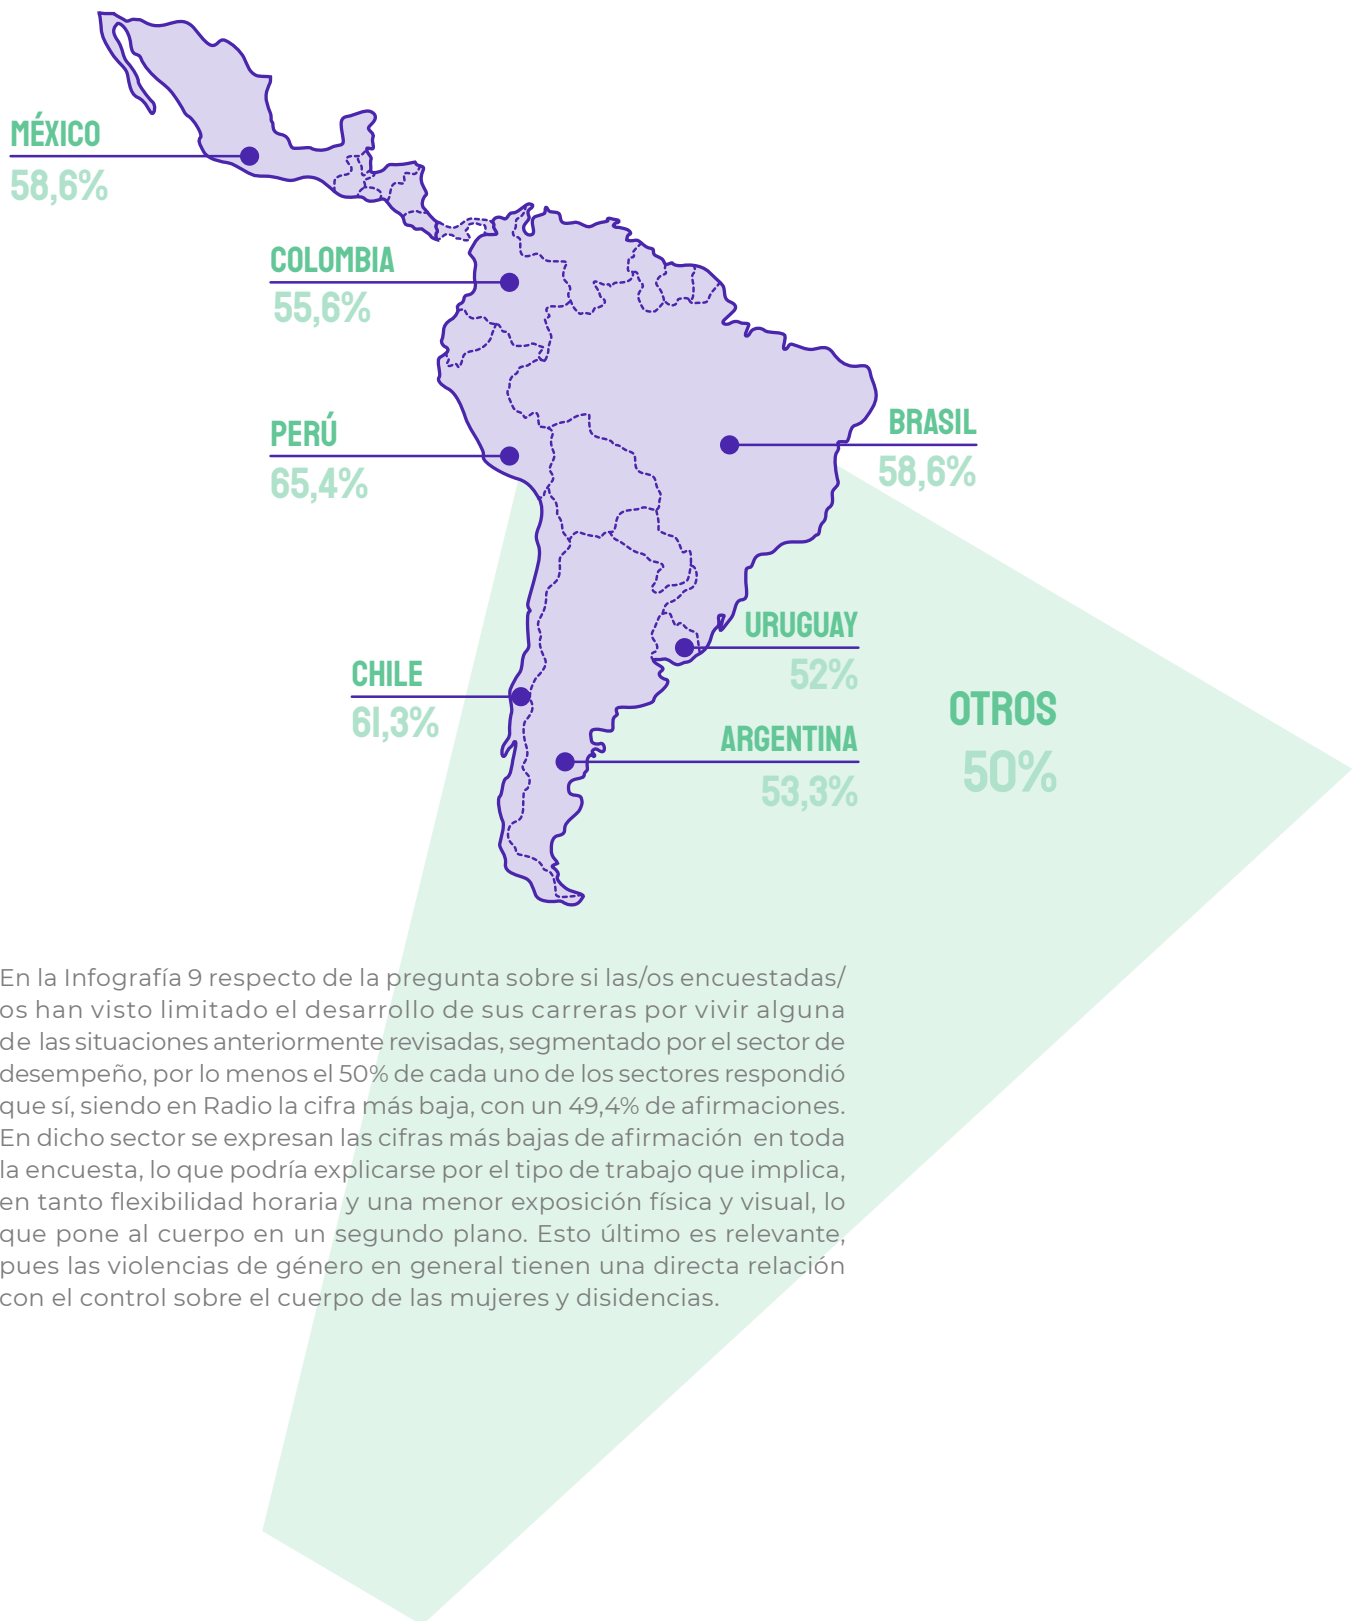 MÉXICO
58,6%
COLOMBIA
55,6%
PERÚ
65,4%
BRASIL
58,6%
URUGUAY
52%
CHILE
61,3%
OTROS
50%
ARGENTINA
53,3%
En la Infografía 9 respecto de la pregunta sobre si las/os encuestadas/
os han visto limitado el desarrollo de sus carreras por vivir alguna
de las situaciones anteriormente revisadas, segmentado por el sector de
desempeño, por lo menos el 50% de cada uno de los sectores respondió
que sí, siendo en Radio la cifra más baja, con un 49,4% de afirmaciones.
En dicho sector se expresan las cifras más bajas de afirmación en toda
la encuesta, lo que podría explicarse por el tipo de trabajo que implica,
en tanto flexibilidad horaria y una menor exposición física y visual, lo
que pone al cuerpo en un segundo plano. Esto último es relevante,
pues las violencias de género en general tienen una directa relación
con el control sobre el cuerpo de las mujeres y disidencias.